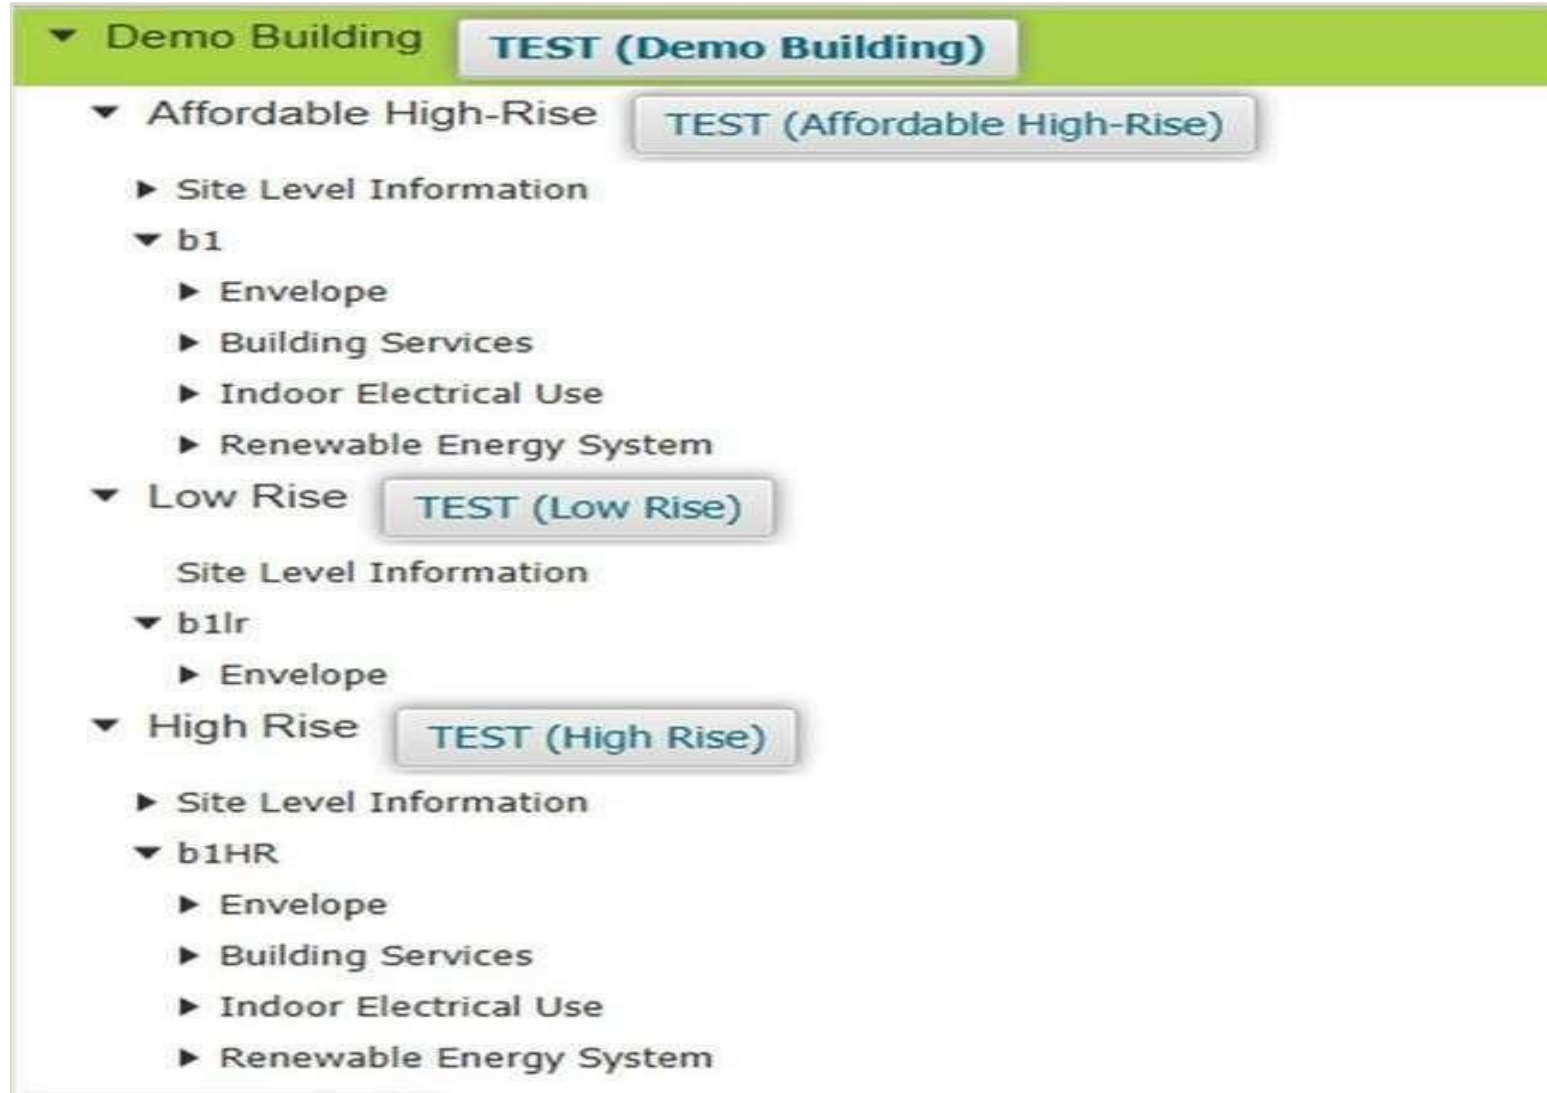 Demo Building TEST (Demo Building)
Affordable High-Rise TEST (Affordable High-Rise)
Site Level Information
b1
Envelope
Building Services
Indoor Electrical Use
Renewable Energy System
Low Rise TEST (Low Rise)
Site Level Information
b1lr
Envelope
High Rise TEST (High Rise)
Site Level Information
b1HR
Envelope
Building Services
Indoor Electrical Use
Renewable Energy System